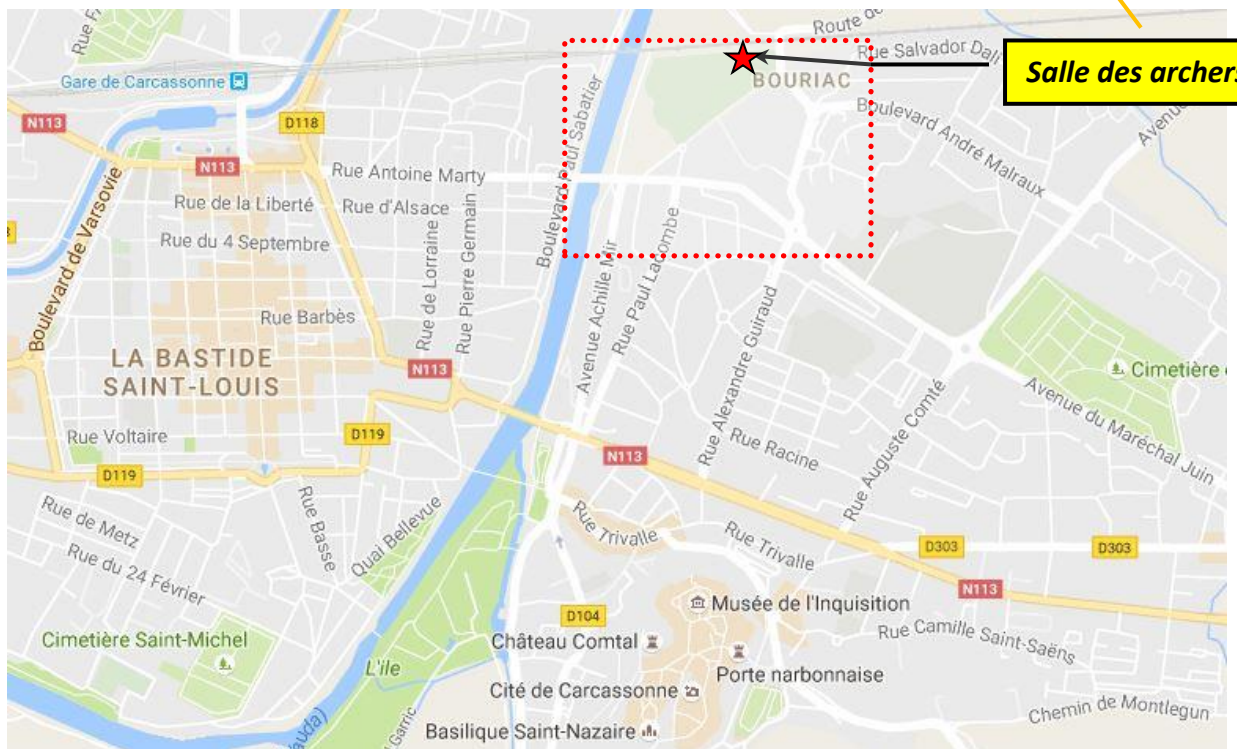 Route de
Rue Salvador Dalí
Salle des archers
Rue Fr
Gare de Carcassonne
BOURIAC
N113
D118
Boulevard André Malraux
Avenue
N113
Rue Antoine Marty
Boulevard Paul Sabatier
Rue de la Liberté
Rue d'Alsace
Rue du 4 Septembre
Boulevard de Varsovie
Rue de Lorraine
Rue Pierre Germain
Avenue Achille Mir
Rue Paul Lacombe
Rue Alexandre Guiraud
Rue Barbès
LA BASTIDE
SAINT-LOUIS
N113
Cimetière
Avenue du Maréchal Juin
Rue Auguste Comté
Rue Racine
Rue Voltaire
D119
N113
D119
Rue de Metz
Rue Basse
Quai Bellevue
Rue Trivalle
Rue Trivalle
D303
D303
Rue du 24 Février
N113
D104
Musée de l'Inquisition
Rue Camille Saint-Saëns
Cimetière Saint-Michel
Château Comtal
L'île
Porte narbonnaise
Cité de Carcassonne
Chemin de Montlegun
Basilique Saint-Nazaire
Garric
auda)